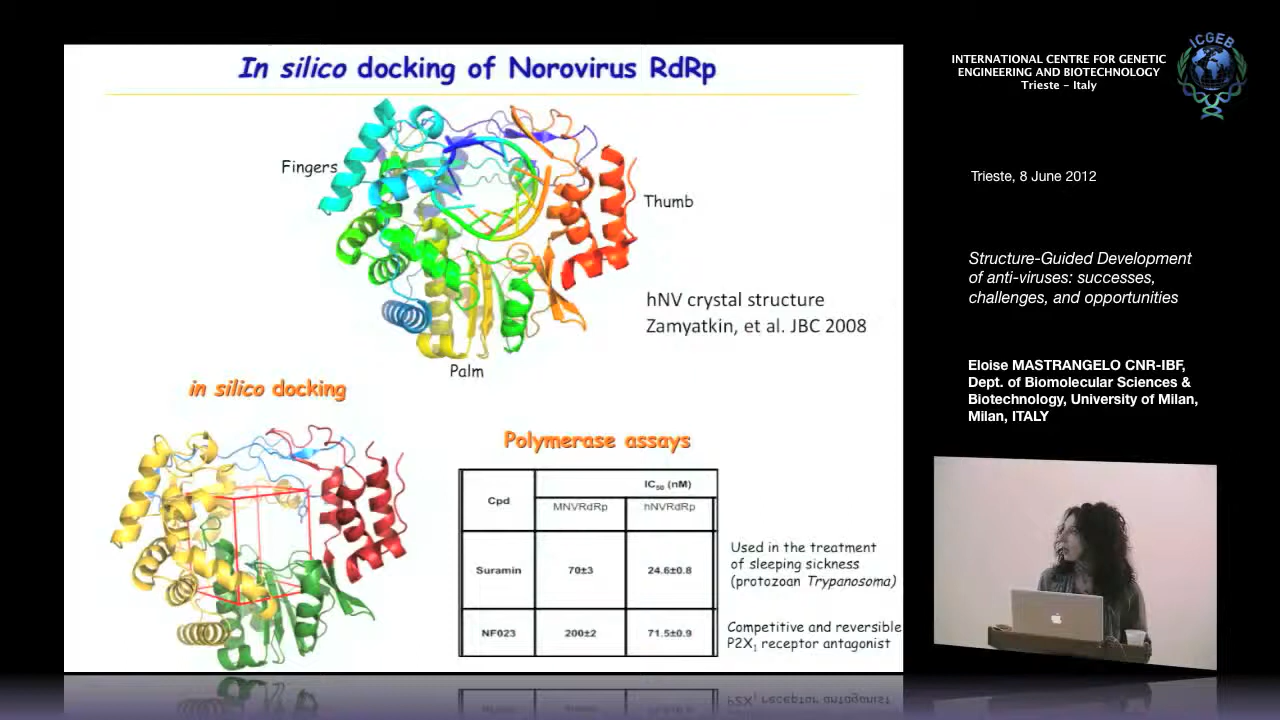 In silico docking of Norovirus RdRp
Fingers
Thumb
hNV crystal structure
Zamyatkin, et al. JBC 2008
Palm
in silico docking
Polymerase assays
Cpd
IC50 (nM)
MNVRdRp
hNVRdRp
Suramin
70±3
24.6±0.8
Used in the treatment
of sleeping sickness
(protozoan Trypanosoma)
NF023
200±2
71.5±0.9
Competitive and reversible
P2X1 receptor antagonist
INTERNATIONAL CENTRE FOR GENETIC
ENGINEERING AND BIOTECHNOLOGY
Trieste - Italy
ICGEB
Trieste, 8 June 2012
Structure-Guided Development
of anti-viruses: successes,
challenges, and opportunities
Eloise MASTRANGELO CNR-IBF,
Dept. of Biomolecular Sciences &
Biotechnology, University of Milan,
Milan, ITALY